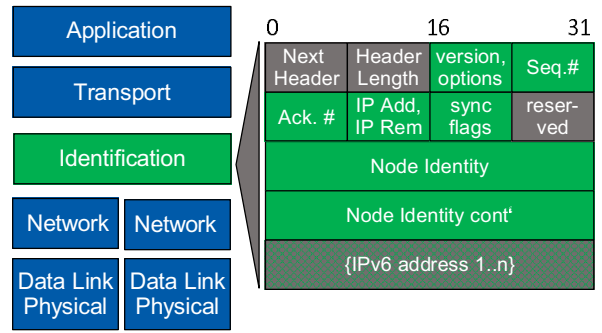 Application
Transport
Identification
Network Network
Data Link Data Link
Physical Physical
0 16 31
Next Header version, Seq.#
Header Length options
Ack. # IP Add, sync reser-
IP Rem flags ved
Node Identity
Node Identity cont‘
{IPv6 address 1..n}